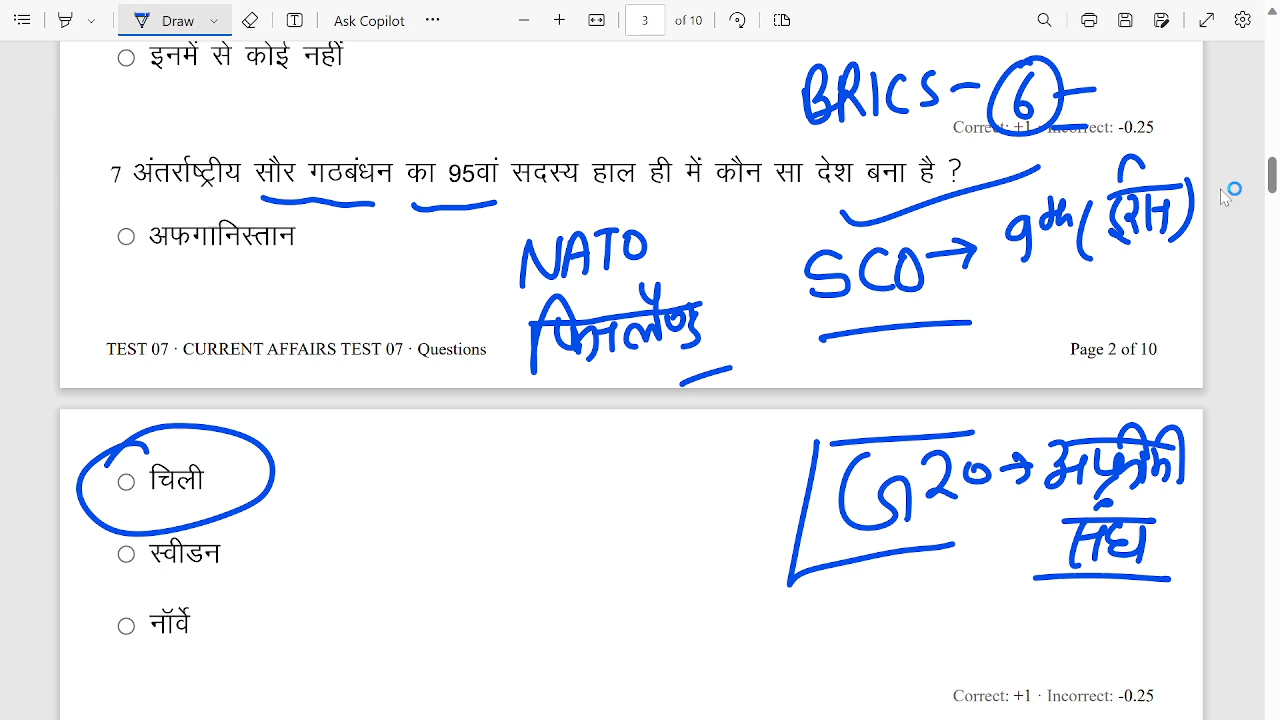 Draw
Ask Copilot
3 of 10
इनमें से कोई नहीं
BRICS - 6 -
Correct: +1 · Incorrect: -0.25
7 अंतर्राष्ट्रीय सौर गठबंधन का 95वां सदस्य हाल ही में कौन सा देश बना है ?
अफगानिस्तान
NATO
फिनलैण्ड
SCO → 9th (ईरान)
TEST 07 · CURRENT AFFAIRS TEST 07 · Questions
Page 2 of 10
चिली
G20 → अफ्रीकी
संघ
स्वीडन
नॉर्वे
Correct: +1 · Incorrect: -0.25